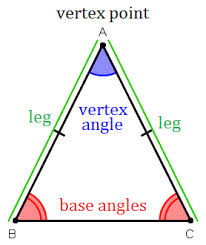 vertex point
A
leg
vertex
angle
leg
base angles
B
C